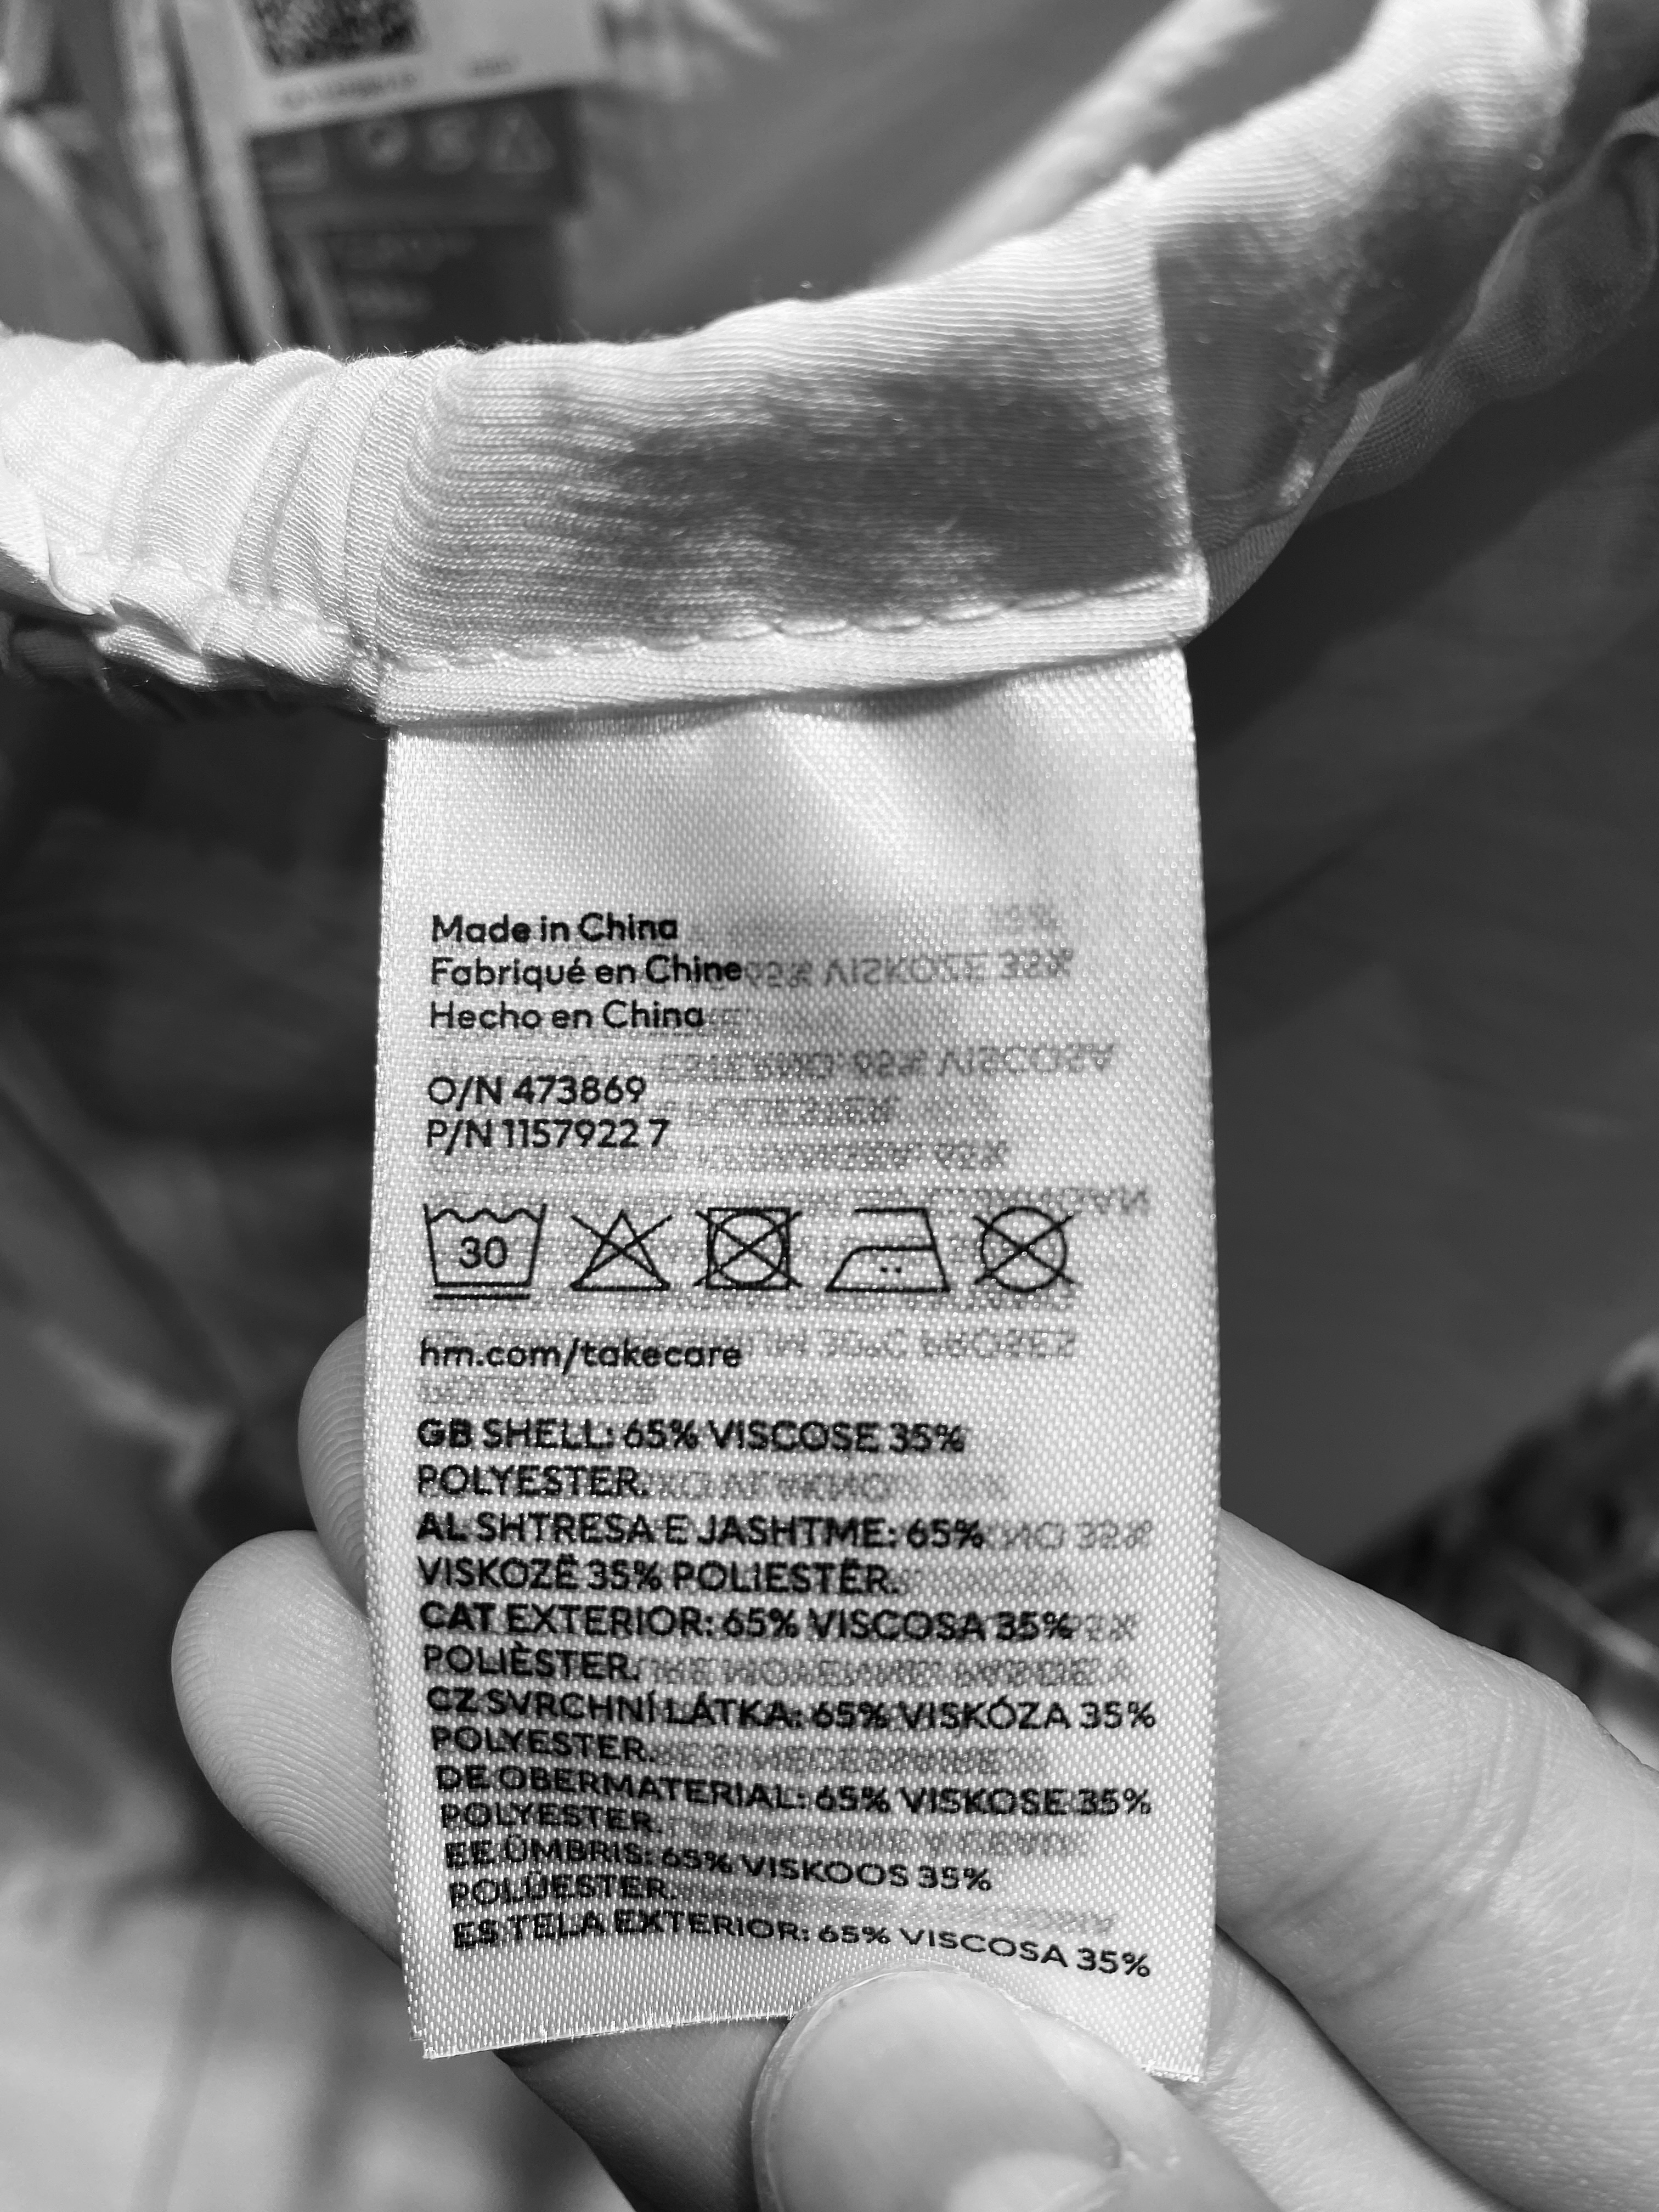 Made in China
Fabriqué en Chine
Hecho en China
O/N 473869
P/N 1157922 7
30
hm.com/takecare
GB SHELL: 65% VISCOSE 35%
POLYESTER.
AL SHTRESA E JASHTME: 65%
VISKOZË 35% POLIESTËR.
CAT EXTERIOR: 65% VISCOSA 35%
POLIÈSTER.
CZ SVRCHNÍ LÁTKA: 65% VISKÓZA 35%
POLYESTER.
DE OBERMATERIAL: 65% VISKOSE 35%
POLYESTER.
EE ÜMBRIS: 65% VISKOOS 35%
POLÜESTER.
ES TELA EXTERIOR: 65% VISCOSA 35%